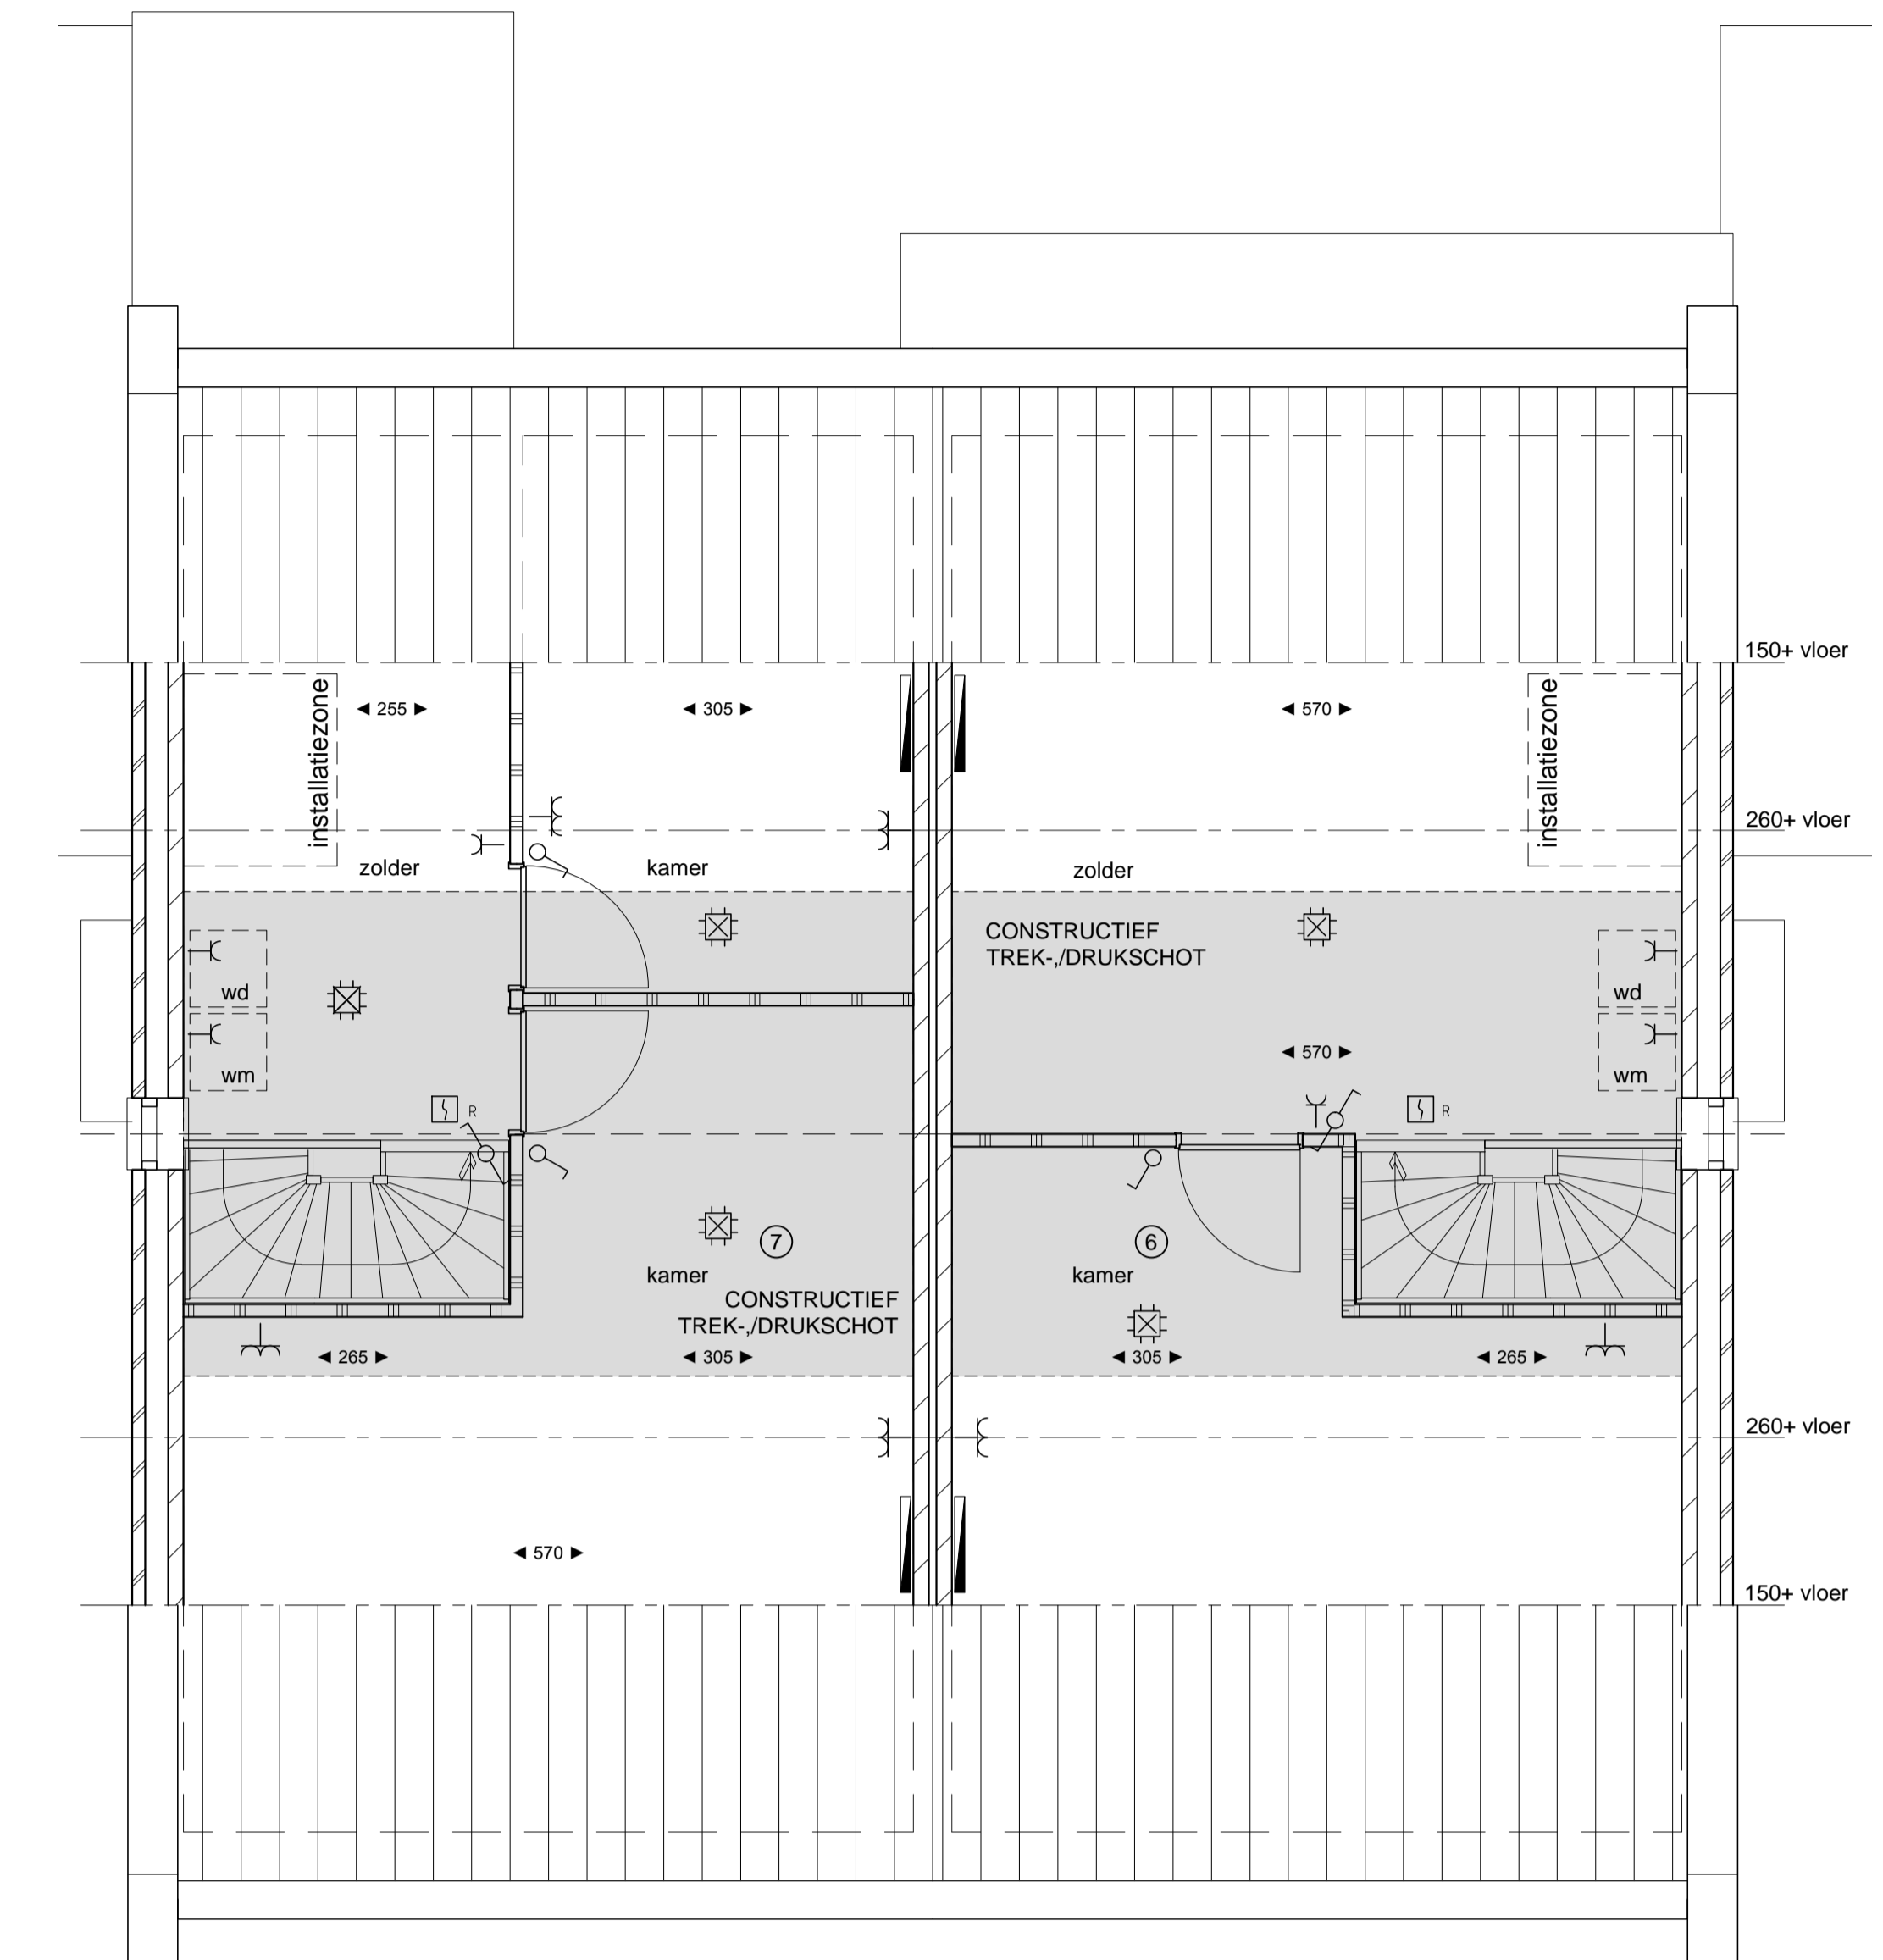 150+ vloer
installatiezone
◄ 255 ►
◄ 305 ►
◄ 570 ►
installatiezone
260+ vloer
zolder
kamer
zolder
CONSTRUCTIEF
TREK-,/DRUKSCHOT
wd
wd
◄ 570 ►
wm
wm
R
R
7
6
kamer
kamer
CONSTRUCTIEF
TREK-,/DRUKSCHOT
◄ 265 ►
◄ 305 ►
◄ 305 ►
◄ 265 ►
260+ vloer
◄ 570 ►
150+ vloer